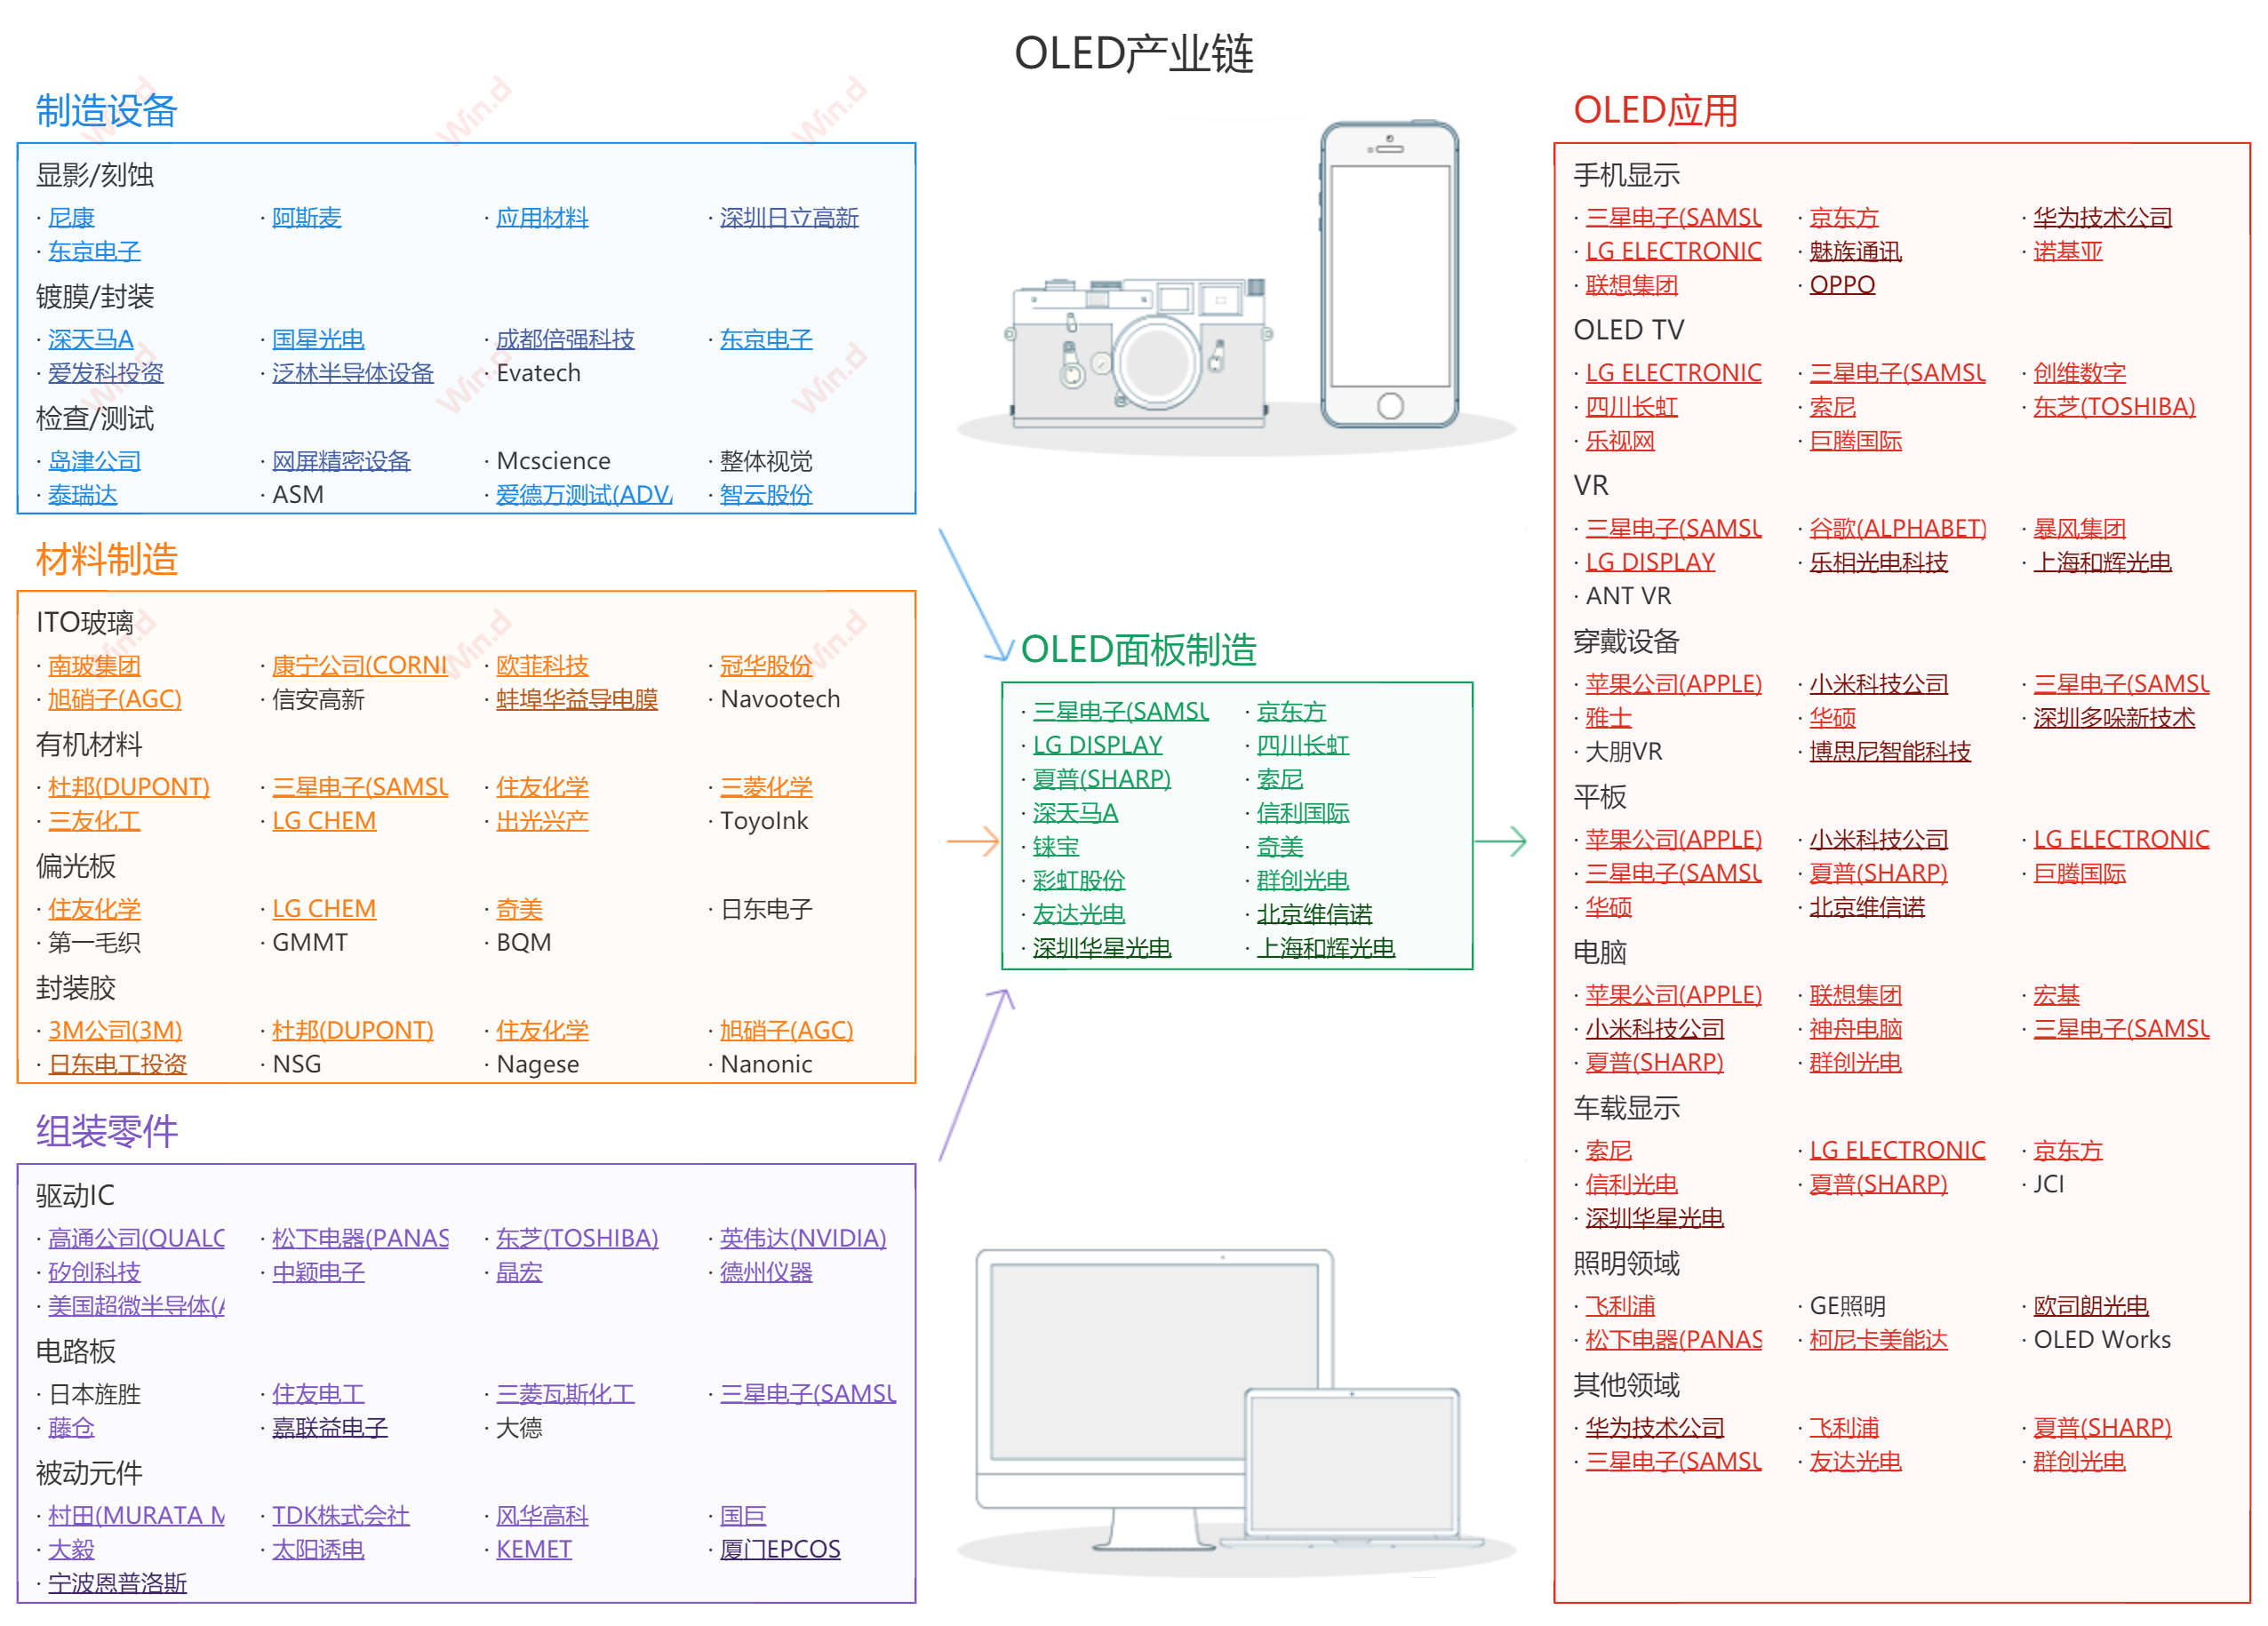 OLED产业链
制造设备
显影/刻蚀
· 尼康 · 阿斯麦 · 应用材料 · 深圳日立高新
· 东京电子
镀膜/封装
· 深天马A · 国星光电 · 成都倍强科技 · 东京电子
· 爱发科投资 · 泛林半导体设备 · Evatech
检查/测试
· 岛津公司 · 网屏精密设备 · Mcscience · 整体视觉
· 泰瑞达 · ASM · 爱德万测试(ADV · 智云股份
材料制造
ITO玻璃
· 南玻集团 · 康宁公司(CORNI · 欧菲科技 · 冠华股份
· 旭硝子(AGC) · 信安高新 · 蚌埠华益导电膜 · Navootech
有机材料
· 杜邦(DUPONT) · 三星电子(SAMSU · 住友化学 · 三菱化学
· 三友化工 · LG CHEM · 出光兴产 · ToyoInk
偏光板
· 住友化学 · LG CHEM · 奇美 · 日东电子
· 第一毛织 · GMMT · BQM
封装胶
· 3M公司(3M) · 杜邦(DUPONT) · 住友化学 · 旭硝子(AGC)
· 日东电工投资 · NSG · Nagese · Nanonic
组装零件
驱动IC
· 高通公司(QUALC · 松下电器(PANAS · 东芝(TOSHIBA) · 英伟达(NVIDIA)
· 矽创科技 · 中颖电子 · 晶宏 · 德州仪器
· 美国超微半导体(A
电路板
· 日本旌胜 · 住友电工 · 三菱瓦斯化工 · 三星电子(SAMSU
· 藤仓 · 嘉联益电子 · 大德
被动元件
· 村田(MURATA M · TDK株式会社 · 风华高科 · 国巨
· 大毅 · 太阳诱电 · KEMET · 厦门EPCOS
· 宁波恩普洛斯
OLED面板制造
· 三星电子(SAMSU · 京东方
· LG DISPLAY · 四川长虹
· 夏普(SHARP) · 索尼
· 深天马A · 信利国际
· 铼宝 · 奇美
· 彩虹股份 · 群创光电
· 友达光电 · 北京维信诺
· 深圳华星光电 · 上海和辉光电
OLED应用
手机显示
· 三星电子(SAMSU · 京东方 · 华为技术公司
· LG ELECTRONIC · 魅族通讯 · 诺基亚
· 联想集团 · OPPO
OLED TV
· LG ELECTRONIC · 三星电子(SAMSU · 创维数字
· 四川长虹 · 索尼 · 东芝(TOSHIBA)
· 乐视网 · 巨腾国际
VR
· 三星电子(SAMSU · 谷歌(ALPHABET) · 暴风集团
· LG DISPLAY · 乐相光电科技 · 上海和辉光电
· ANT VR
穿戴设备
· 苹果公司(APPLE) · 小米科技公司 · 三星电子(SAMSU
· 雅士 · 华硕 · 深圳多哚新技术
· 大朋VR · 博思尼智能科技
平板
· 苹果公司(APPLE) · 小米科技公司 · LG ELECTRONIC
· 三星电子(SAMSU · 夏普(SHARP) · 巨腾国际
· 华硕 · 北京维信诺
电脑
· 苹果公司(APPLE) · 联想集团 · 宏基
· 小米科技公司 · 神舟电脑 · 三星电子(SAMSU
· 夏普(SHARP) · 群创光电
车载显示
· 索尼 · LG ELECTRONIC · 京东方
· 信利光电 · 夏普(SHARP) · JCI
· 深圳华星光电
照明领域
· 飞利浦 · GE照明 · 欧司朗光电
· 松下电器(PANAS · 柯尼卡美能达 · OLED Works
其他领域
· 华为技术公司 · 飞利浦 · 夏普(SHARP)
· 三星电子(SAMSU · 友达光电 · 群创光电
Win.d
Win.d
Win.d
Win.d
Win.d
Win.d
Win.d
Win.d
Win.d